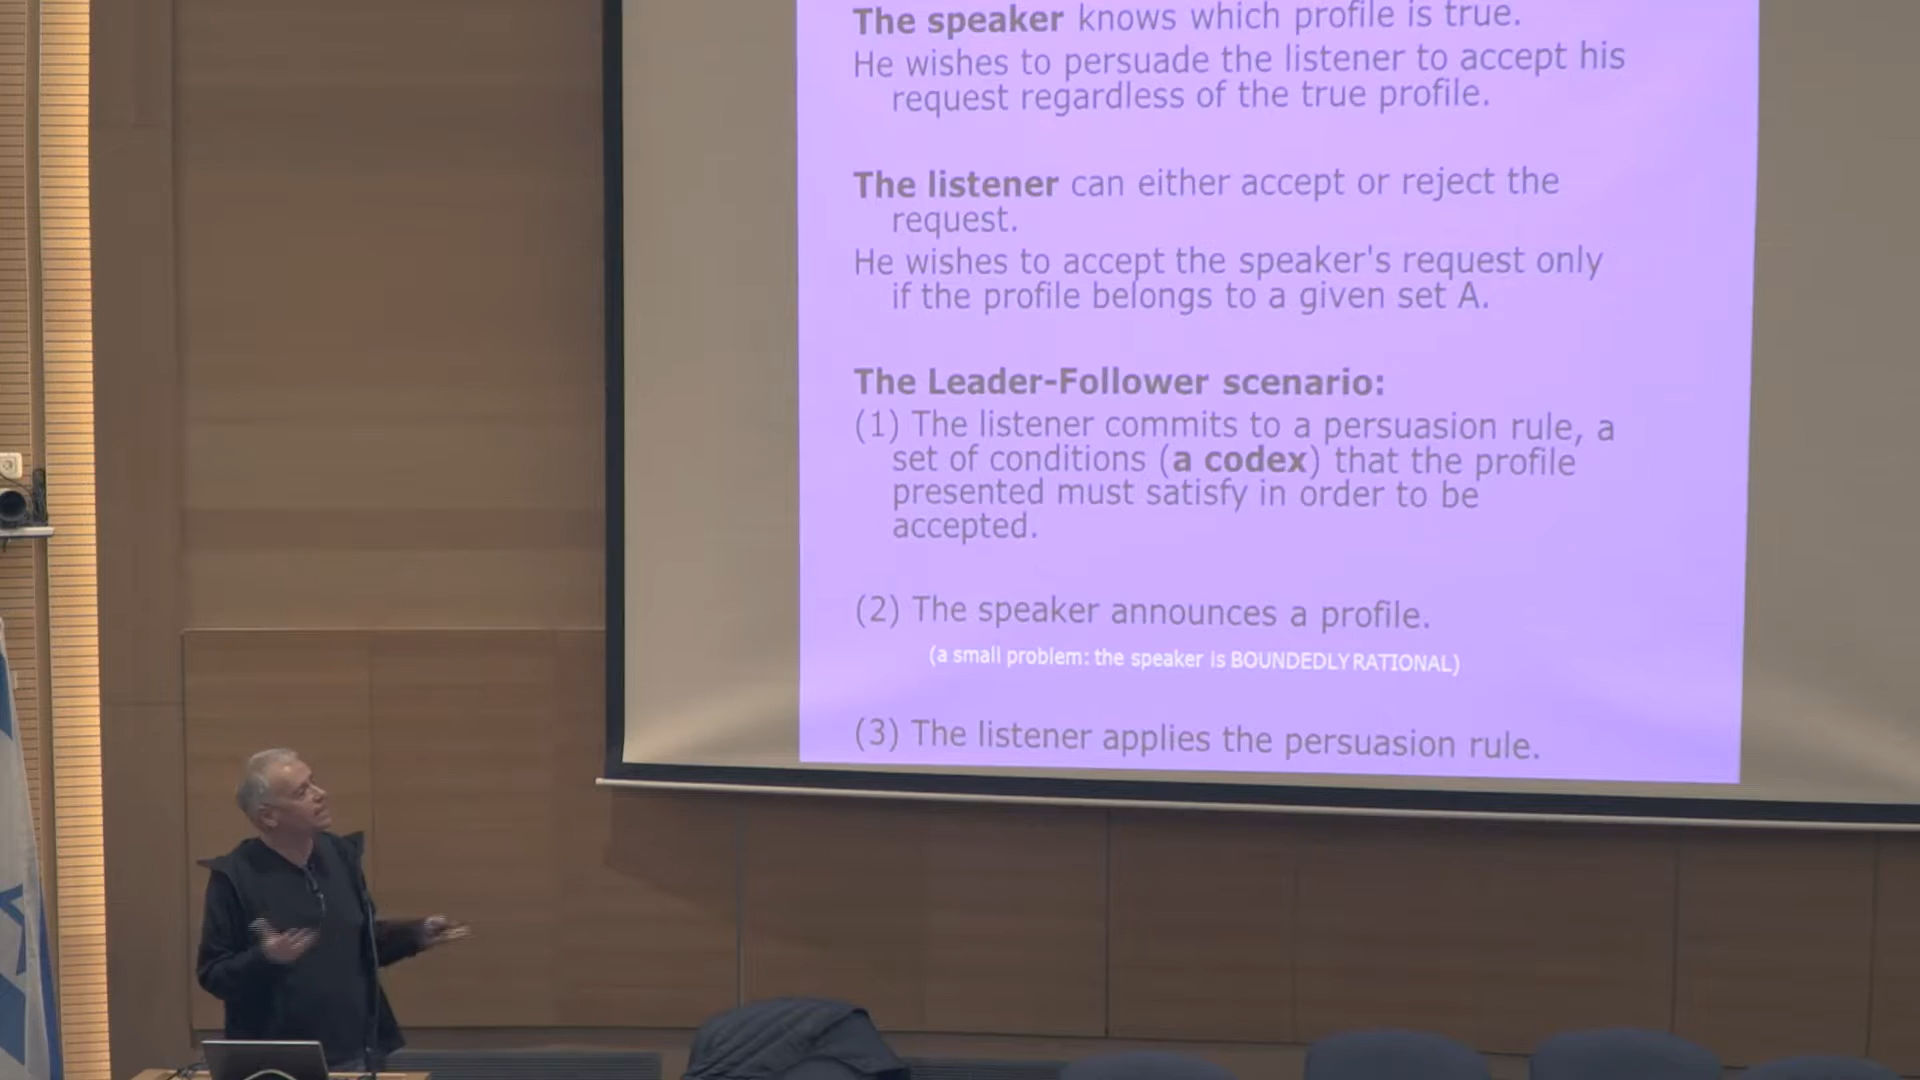 The speaker knows which profile is true.
He wishes to persuade the listener to accept his
request regardless of the true profile.
The listener can either accept or reject the
request.
He wishes to accept the speaker's request only
if the profile belongs to a given set A.
The Leader-Follower scenario:
(1) The listener commits to a persuasion rule, a
set of conditions (a codex) that the profile
presented must satisfy in order to be
accepted.
(2) The speaker announces a profile.
(a small problem: the speaker is BOUNDEDLY RATIONAL)
(3) The listener applies the persuasion rule.